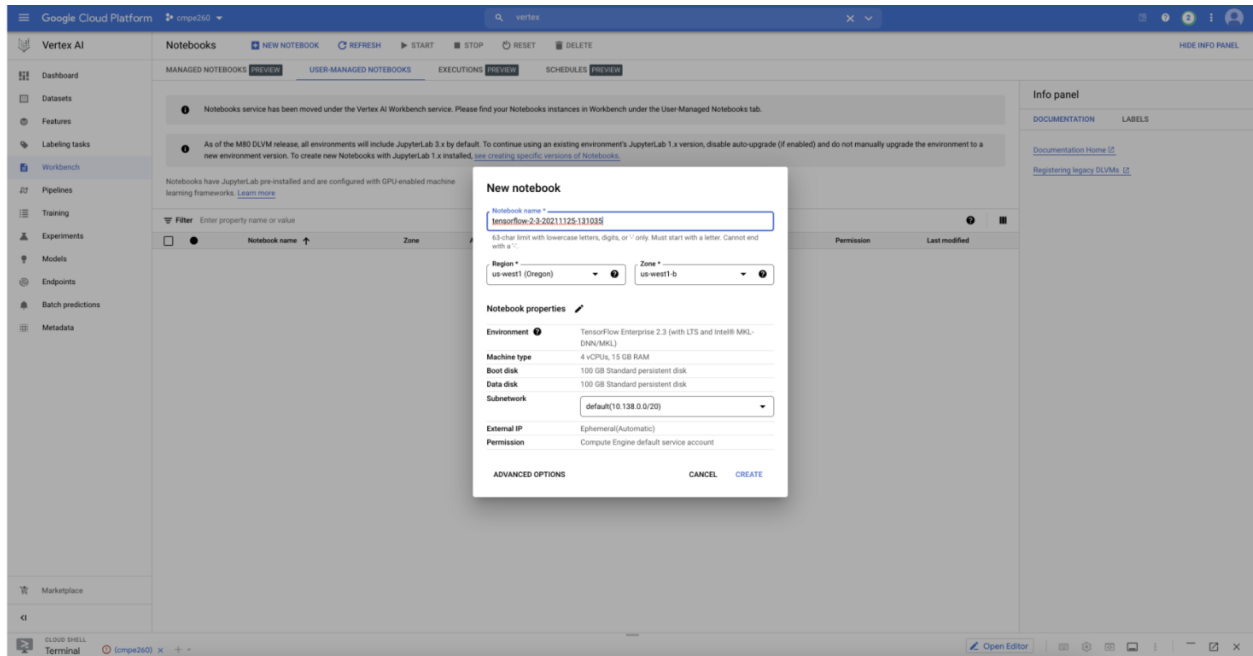 Google Cloud Platform
cmpe260
vertex
2
Vertex AI
Notebooks
NEW NOTEBOOK
REFRESH
START
STOP
RESET
DELETE
HIDE INFO PANEL
Dashboard
Datasets
Features
Labeling tasks
Workbench
Pipelines
Training
Experiments
Models
Endpoints
Batch predictions
Metadata
Marketplace
MANAGED NOTEBOOKS PREVIEW
USER-MANAGED NOTEBOOKS
EXECUTIONS PREVIEW
SCHEDULES PREVIEW
Notebooks service has been moved under the Vertex AI Workbench service. Please find your Notebooks instances in Workbench under the User-Managed Notebooks tab.
As of the M80 DLVM release, all environments will include JupyterLab 3.x by default. To continue using an existing environment's JupyterLab 1.x version, disable auto-upgrade (if enabled) and do not manually upgrade the environment to a
new environment version. To create new Notebooks with JupyterLab 1.x installed, see creating specific versions of Notebooks.
Notebooks have JupyterLab pre-installed and are configured with GPU-enabled machine
learning frameworks. Learn more
Filter Enter property name or value
Notebook name
Zone
Permission
Last modified
Info panel
DOCUMENTATION
LABELS
Documentation Home
Registering legacy DLVMs
New notebook
Notebook name *
tensorflow-2-3-20211125-131035
63-char limit with lowercase letters, digits, or '-' only. Must start with a letter. Cannot end
with a '-'.
Region *
us-west1 (Oregon)
Zone *
us-west1-b
Notebook properties
Environment
TensorFlow Enterprise 2.3 (with LTS and Intel® MKL-
DNN/MKL)
Machine type
4 vCPUs, 15 GB RAM
Boot disk
100 GB Standard persistent disk
Data disk
100 GB Standard persistent disk
Subnetwork
default(10.138.0.0/20)
External IP
Ephemeral(Automatic)
Permission
Compute Engine default service account
ADVANCED OPTIONS
CANCEL
CREATE
CLOUD SHELL
Terminal
(cmpe260)
Open Editor